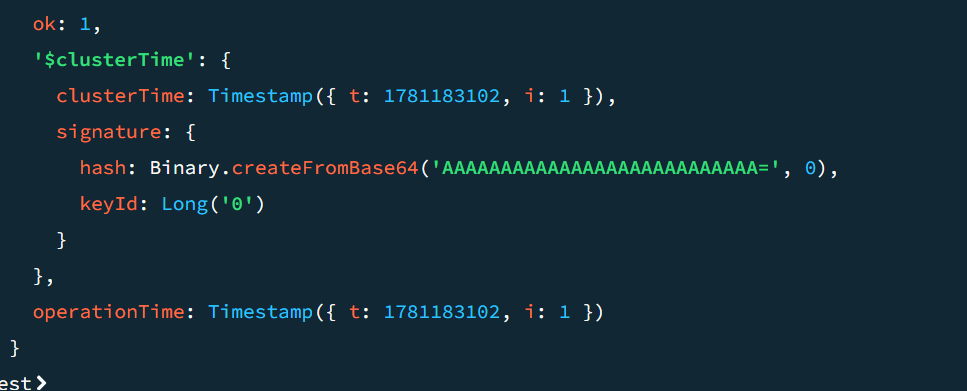 ok: 1,
'$clusterTime': {
clusterTime: Timestamp({ t: 1781183102, i: 1 }),
signature: {
hash: Binary.createFromBase64('AAAAAAAAAAAAAAAAAAAAAAAAAAA=', 0),
keyId: Long('0')
}
},
operationTime: Timestamp({ t: 1781183102, i: 1 })
}
est>